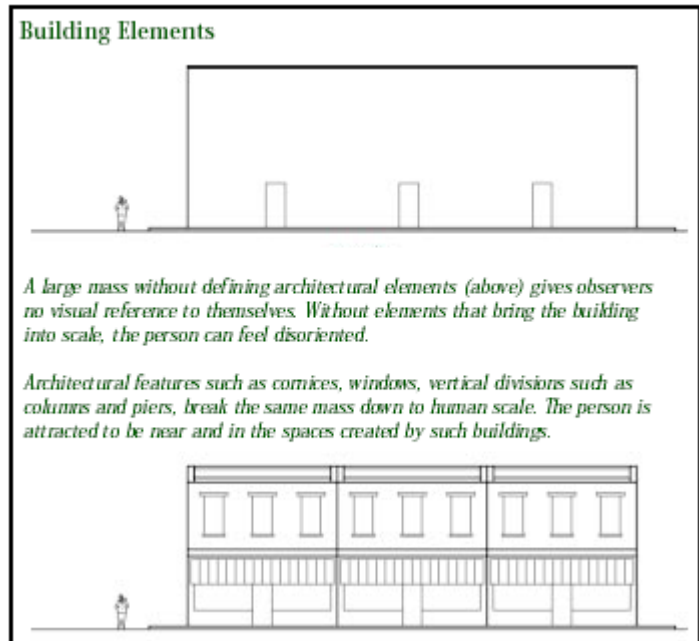 Building Elements
A large mass without defining architectural elements (above) gives observers
no visual reference to themselves. Without elements that bring the building
into scale, the person can feel disoriented.
Architectural features such as cornices, windows, vertical divisions such as
columns and piers, break the same mass down to human scale. The person is
attracted to be near and in the spaces created by such buildings.